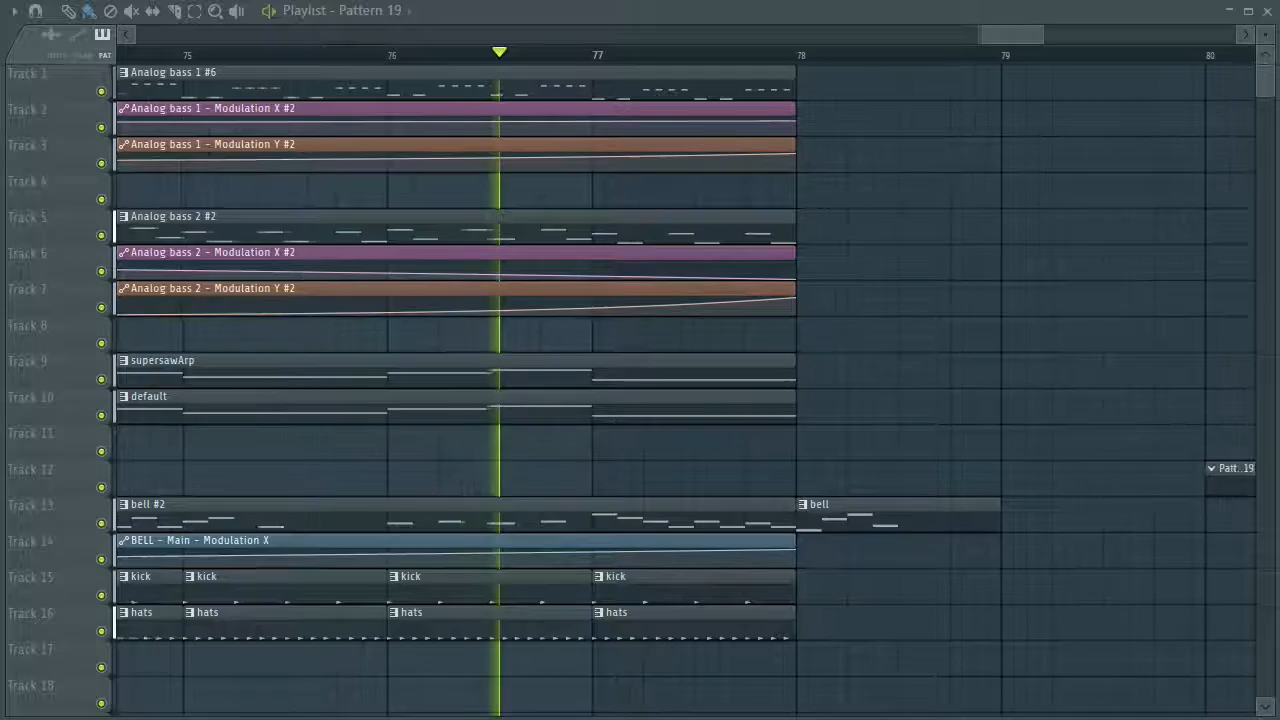 Playlist - Pattern 19 ›
PAT
75 76 77 78 79 80
Track 1
Analog bass 1 #6
Track 2
Analog bass 1 - Modulation X #2
Track 3
Analog bass 1 - Modulation Y #2
Track 4
Track 5
Analog bass 2 #2
Track 6
Analog bass 2 - Modulation X #2
Track 7
Analog bass 2 - Modulation Y #2
Track 8
Track 9
supersawArp
Track 10
default
Track 11
Track 12
Patt..19
Track 13
bell #2 bell
Track 14
BELL - Main - Modulation X
Track 15
kick kick kick kick
Track 16
hats hats hats hats
Track 17
Track 18